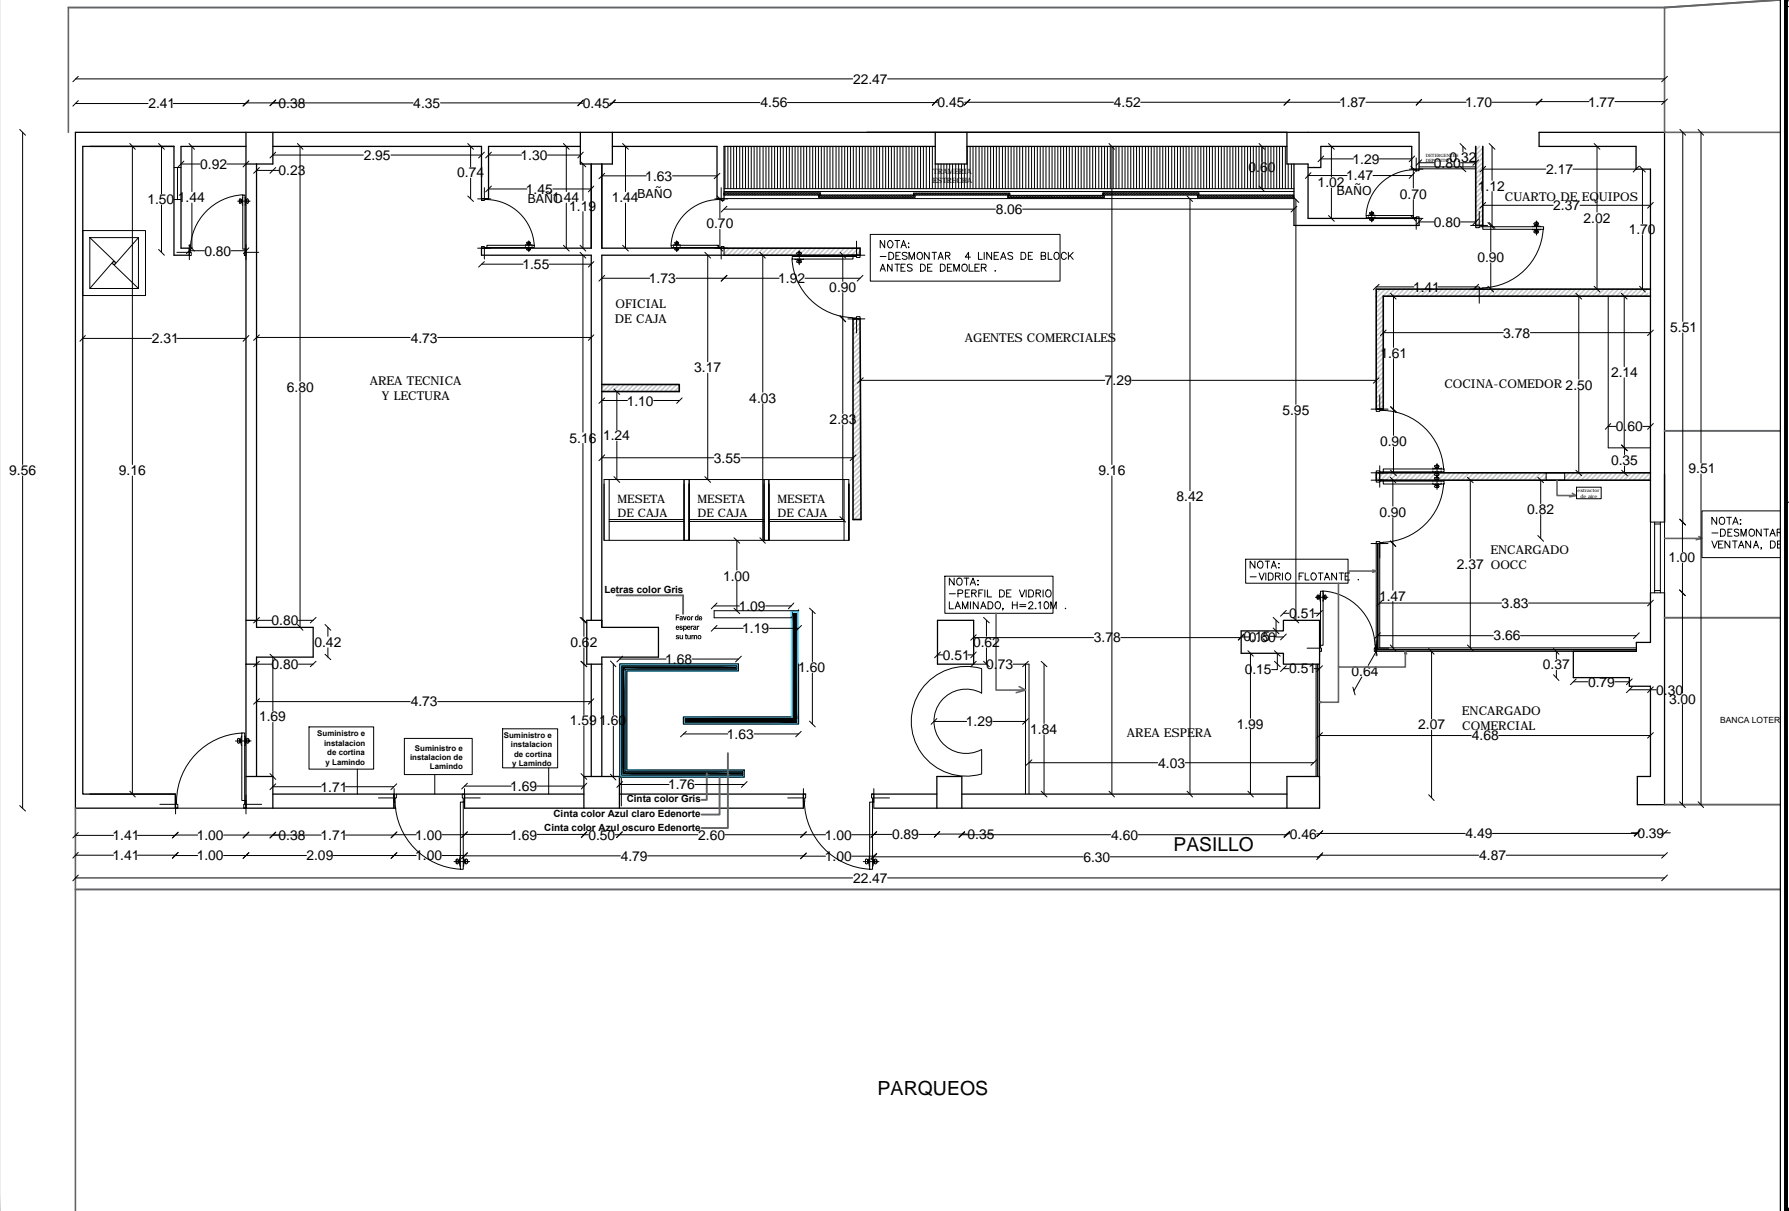 22.47
2.41 0.38 4.35 0.45 4.56 0.45 4.52 1.87 1.70 1.77
2.95 1.30 1.29 0.80 0.32
0.92 0.23 0.74 1.63 0.60 2.17
1.50 1.44 1.45 1.44 1.19 1.44 1.02 1.47 0.70 1.12
BAÑO BAÑO BAÑO
CUARTO DE EQUIPOS
2.37
8.06 0.70 0.80 2.02 1.70
NOTA:
-DESMONTAR 4 LINEAS DE BLOCK
ANTES DE DEMOLER .
0.80 1.55 1.73 1.92 0.90 0.90 1.41
OFICIAL
DE CAJA
2.31 4.73
AGENTES COMERCIALES
3.78 5.51
1.61
3.17 2.14
AREA TECNICA
Y LECTURA
6.80 7.29
COCINA-COMEDOR 2.50
1.10 4.03 5.95
2.83 0.60
5.16 1.24 0.90
3.55 0.35
9.56 9.16 9.16 9.51
8.42
MESETA
DE CAJA
MESETA
DE CAJA
MESETA
DE CAJA
0.90 0.82
NOTA:
-DESMONTAR
VENTANA, DE
ENCARGADO
OOCC
1.00 2.37 1.00
NOTA:
-VIDRIO FLOTANTE .
NOTA:
-PERFIL DE VIDRIO
LAMINADO, H=2.10M .
Letras color Gris
1.09 1.47 3.83
Favor de
esperar
su turno
0.80 0.42 0.62 1.19 0.62 3.78 0.51 3.66
0.80 1.68 1.60 0.51 0.73 0.15 0.51 0.64 0.37
0.79 0.30
4.73 3.00
1.69 1.59 1.60 1.29 1.84 1.99 2.07
ENCARGADO
COMERCIAL
4.68
BANCA LOTER
1.63
AREA ESPERA
4.03
Suministro e
instalacion
de cortina
y Lamindo
Suministro e
instalacion de
Lamindo
Suministro e
instalacion
de cortina
y Lamindo
1.71 1.69 1.76
Cinta color Gris
Cinta color Azul claro Edenorte
Cinta color Azul oscuro Edenorte
1.41 1.00 0.38 1.71 1.00 1.69 0.50 2.60 1.00 0.89 0.35 4.60 0.46 4.49 0.39
PASILLO
1.41 1.00 2.09 1.00 4.79 1.00 6.30 4.87
22.47
PARQUEOS